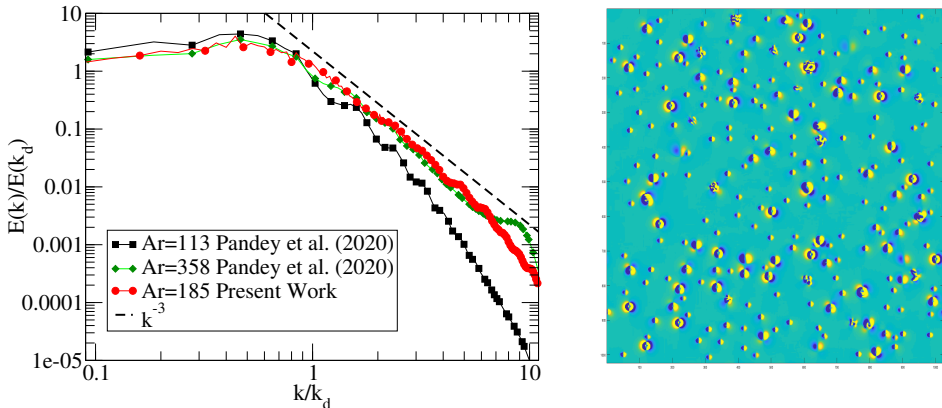 10
1
0.1
0.01
0.001
0.0001
1e-05
E(k)/E(k_d)
Ar=113 Pandey et al. (2020)
Ar=358 Pandey et al. (2020)
Ar=185 Present Work
k^-3
0.1
1
10
k/k_d